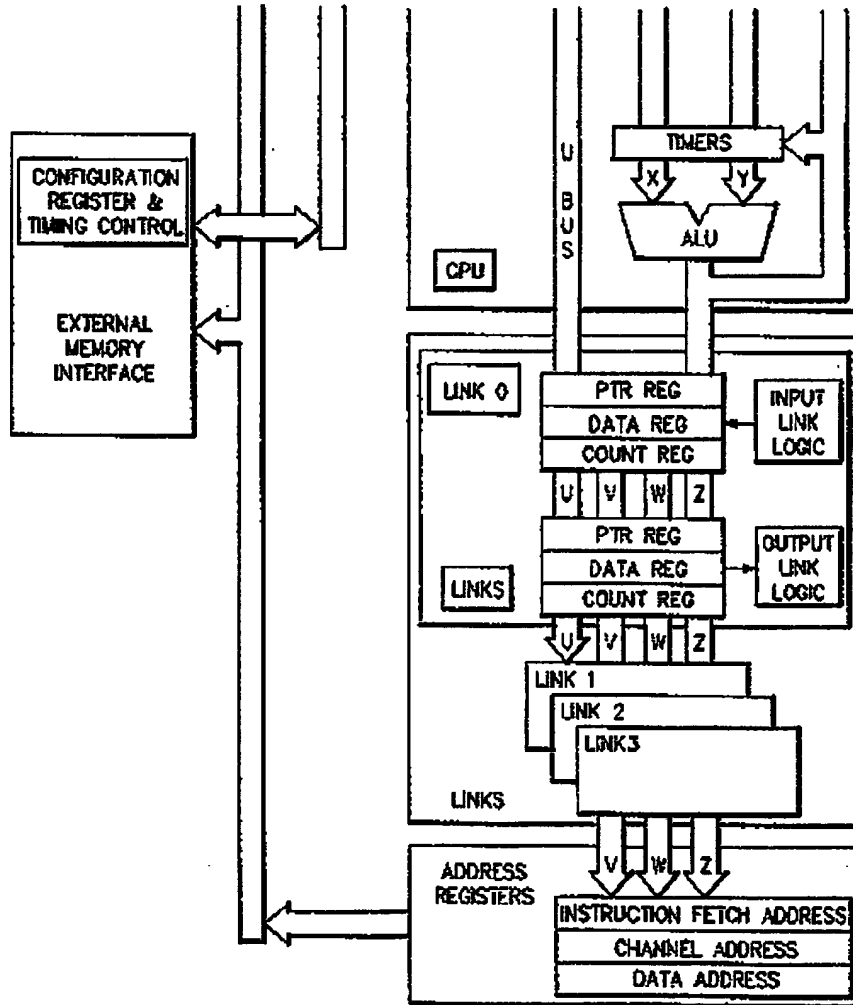 CONFIGURATION
REGISTER &
TIMING CONTROL
EXTERNAL
MEMORY
INTERFACE
U BUS
TIMERS
X Y
ALU
CPU
LINK 0
PTR REG
DATA REG
COUNT REG
INPUT
LINK
LOGIC
U V W Z
PTR REG
DATA REG
COUNT REG
OUTPUT
LINK
LOGIC
LINKS
U V W Z
LINK 1
LINK 2
LINK3
LINKS
V W Z
ADDRESS
REGISTERS
INSTRUCTION FETCH ADDRESS
CHANNEL ADDRESS
DATA ADDRESS